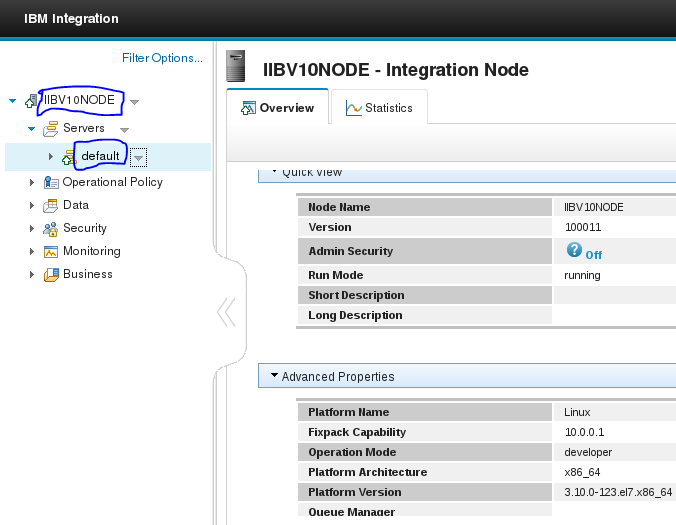 IBM Integration
Filter Options...
IIBV10NODE
Servers
default
Operational Policy
Data
Security
Monitoring
Business
IIBV10NODE - Integration Node
Overview
Statistics
Quick View
Node Name IIBV10NODE
Version 100011
Admin Security ? Off
Run Mode running
Short Description
Long Description
Advanced Properties
Platform Name Linux
Fixpack Capability 10.0.0.1
Operation Mode developer
Platform Architecture x86_64
Platform Version 3.10.0-123.el7.x86_64
Queue Manager